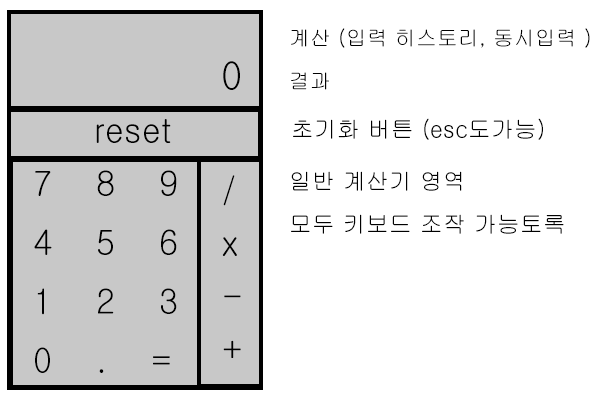 계산 (입력 히스토리, 동시입력 )
0
결과
reset
초기화 버튼 (esc도가능)
7 8 9 /
일반 계산기 영역
모두 키보드 조작 가능토록
4 5 6 x
1 2 3 -
0 . = +